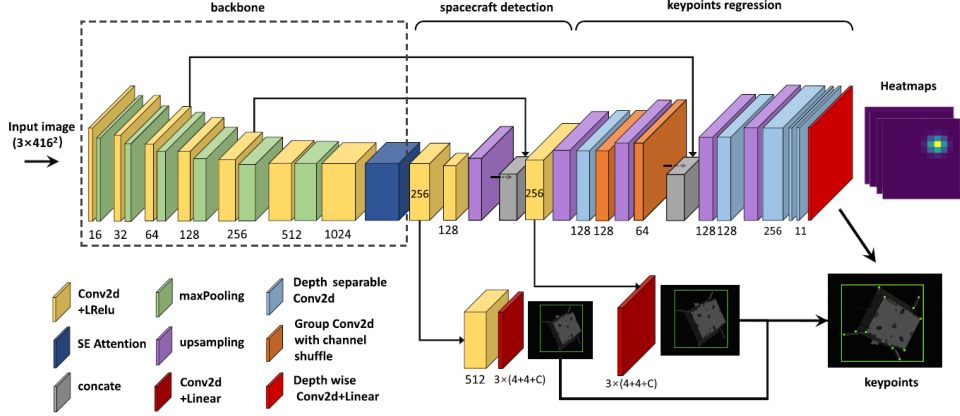 backbone
spacecraft detection
keypoints regression
Input image
(3×416²)
Heatmaps
256
256
16 32 64 128 256 512 1024
128
128 128 64
128 128 256 11
Conv2d
+LRelu
maxPooling
Depth separable
Conv2d
SE Attention
upsampling
Group Conv2d
with channel
shuffle
concate
Conv2d
+Linear
Depth wise
Conv2d+Linear
512
3×(4+4+C)
3×(4+4+C)
keypoints